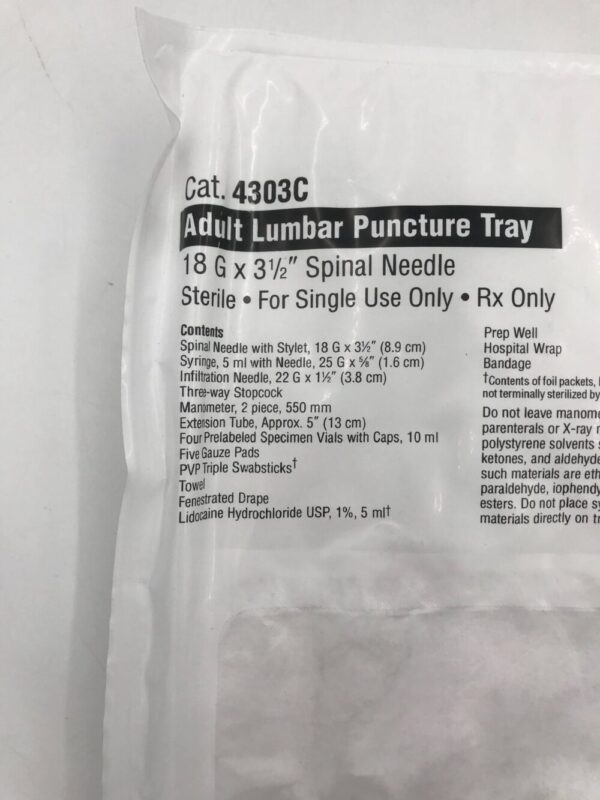 Cat. 4303C
Adult Lumbar Puncture Tray
18 G x 3½" Spinal Needle
Sterile • For Single Use Only • Rx Only
Contents
Spinal Needle with Stylet, 18 G x 3½" (8.9 cm)
Syringe, 5 ml with Needle, 25 G x ⅝" (1.6 cm)
Infiltration Needle, 22 G x 1½" (3.8 cm)
Three-way Stopcock
Manometer, 2 piece, 550 mm
Extension Tube, Approx. 5" (13 cm)
Four Prelabeled Specimen Vials with Caps, 10 ml
Five Gauze Pads
PVP Triple Swabsticks†
Towel
Fenestrated Drape
Lidocaine Hydrochloride USP, 1%, 5 ml†
Prep Well
Hospital Wrap
Bandage
†Contents of foil packets,
not terminally sterilized by
Do not leave
parenterals or X-ray
polystyrene solvents
ketones, and
such materials are
paraldehyde,
esters. Do not place
materials directly on